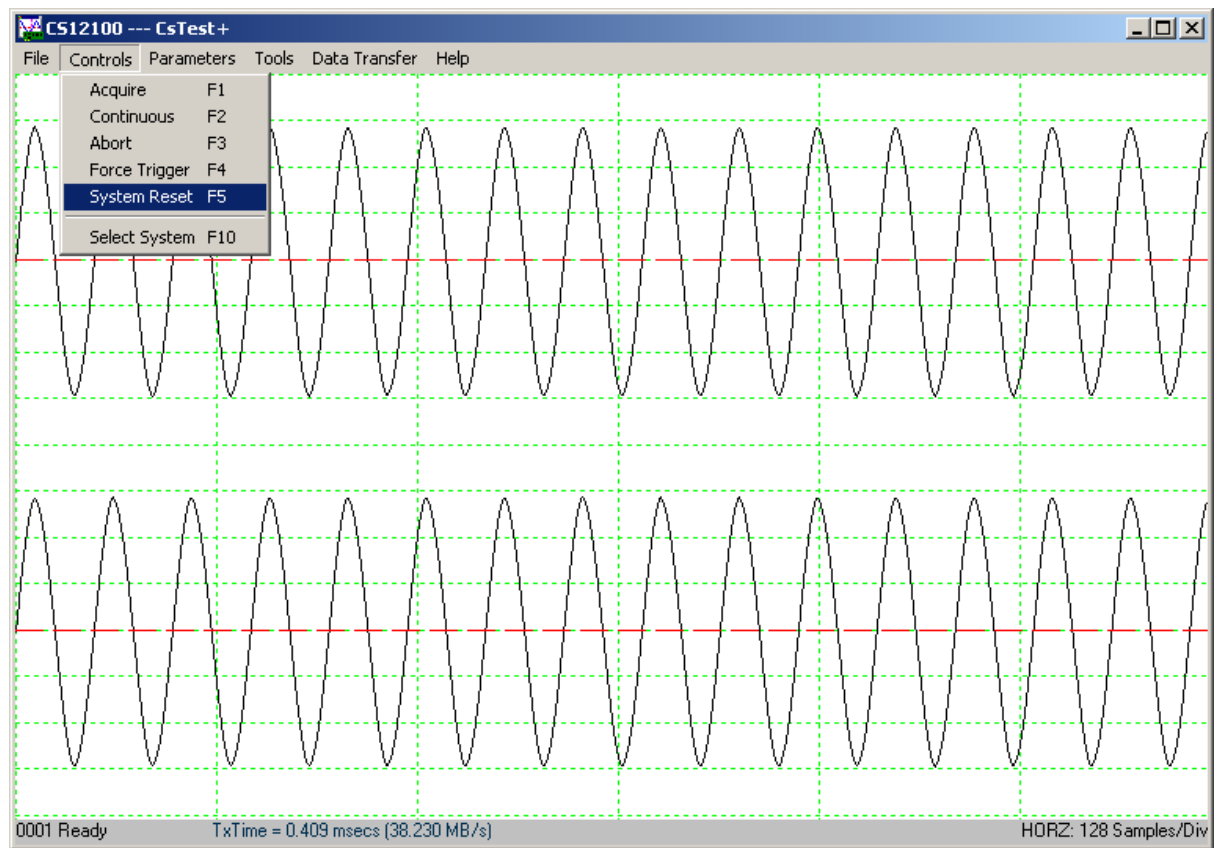 CS12100 --- CsTest+
File Controls Parameters Tools Data Transfer Help
Acquire F1
Continuous F2
Abort F3
Force Trigger F4
System Reset F5
Select System F10
0001 Ready TxTime = 0.409 msecs (38.230 MB/s) HORZ: 128 Samples/Div